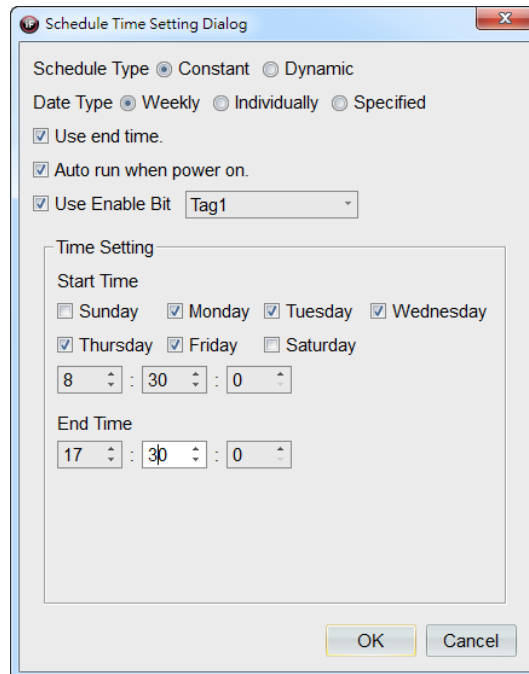 iF Schedule Time Setting Dialog x
Schedule Type Constant Dynamic
Date Type Weekly Individually Specified
Use end time.
Auto run when power on.
Use Enable Bit Tag1
Time Setting
Start Time
Sunday Monday Tuesday Wednesday
Thursday Friday Saturday
8 : 30 : 0
End Time
17 : 30 : 0
OK Cancel